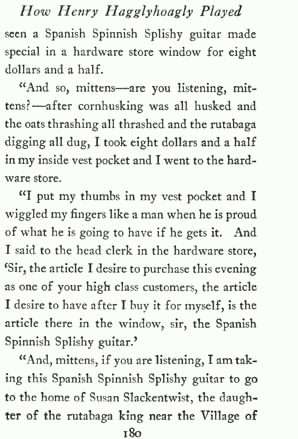 How Henry Hagglyhoagly Played
seen a Spanish Spinnish Splishy guitar made
special in a hardware store window for eight
dollars and a half.
"And so, mittens—are you listening, mit-
tens?—after cornhusking was all husked and
the oats thrashing all thrashed and the rutabaga
digging all dug, I took eight dollars and a half
in my inside vest pocket and I went to the hard-
ware store.
"I put my thumbs in my vest pocket and I
wiggled my fingers like a man when he is proud
of what he is going to have if he gets it. And
I said to the head clerk in the hardware store,
'Sir, the article I desire to purchase this evening
as one of your high class customers, the article
I desire to have after I buy it for myself, is the
article there in the window, sir, the Spanish
Spinnish Splishy guitar.'
"And, mittens, if you are listening, I am tak-
ing this Spanish Spinnish Splishy guitar to go
to the home of Susan Slackentwist, the daugh-
ter of the rutabaga king near the Village of
180